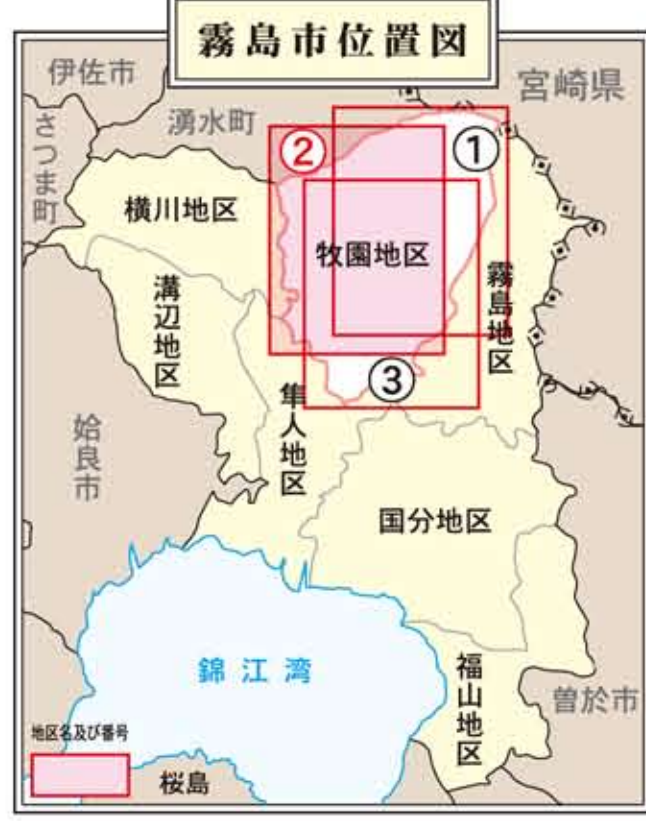 霧島市位置図
伊佐市
宮崎県
湧水町
さつま町
②
①
横川地区
牧園地区
溝辺地区
霧島地区
③
隼人地区
姶良市
国分地区
錦江湾
福山地区
曽於市
地区名及び番号
桜島